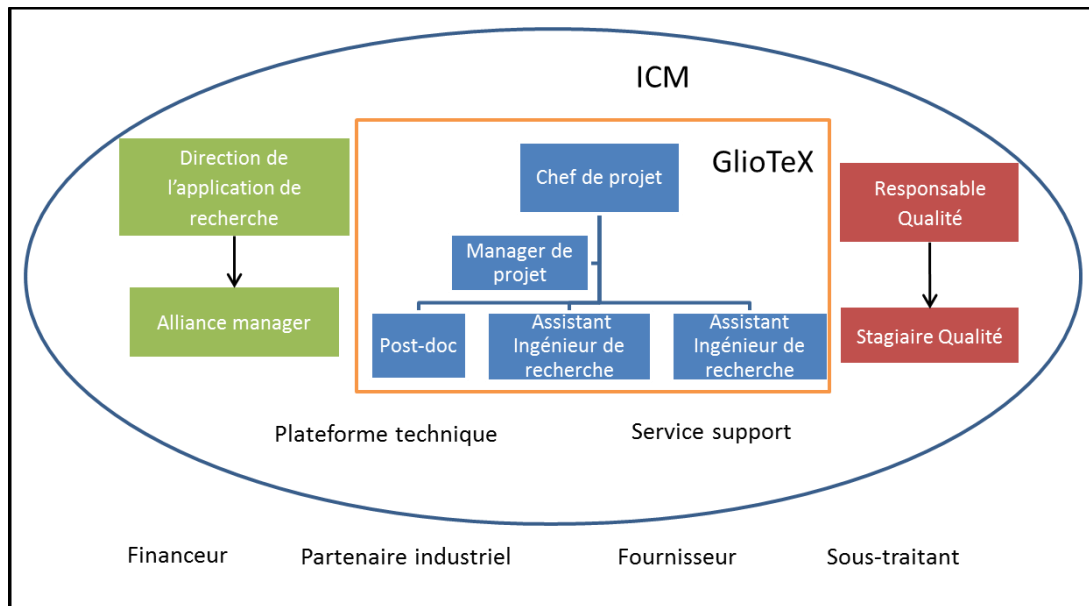 ICM
GlioTeX
Direction de
l’application de
recherche
Alliance manager
Chef de projet
Manager de
projet
Post-doc
Assistant
Ingénieur de
recherche
Assistant
Ingénieur de
recherche
Responsable
Qualité
Stagiaire Qualité
Plateforme technique
Service support
Financeur
Partenaire industriel
Fournisseur
Sous-traitant